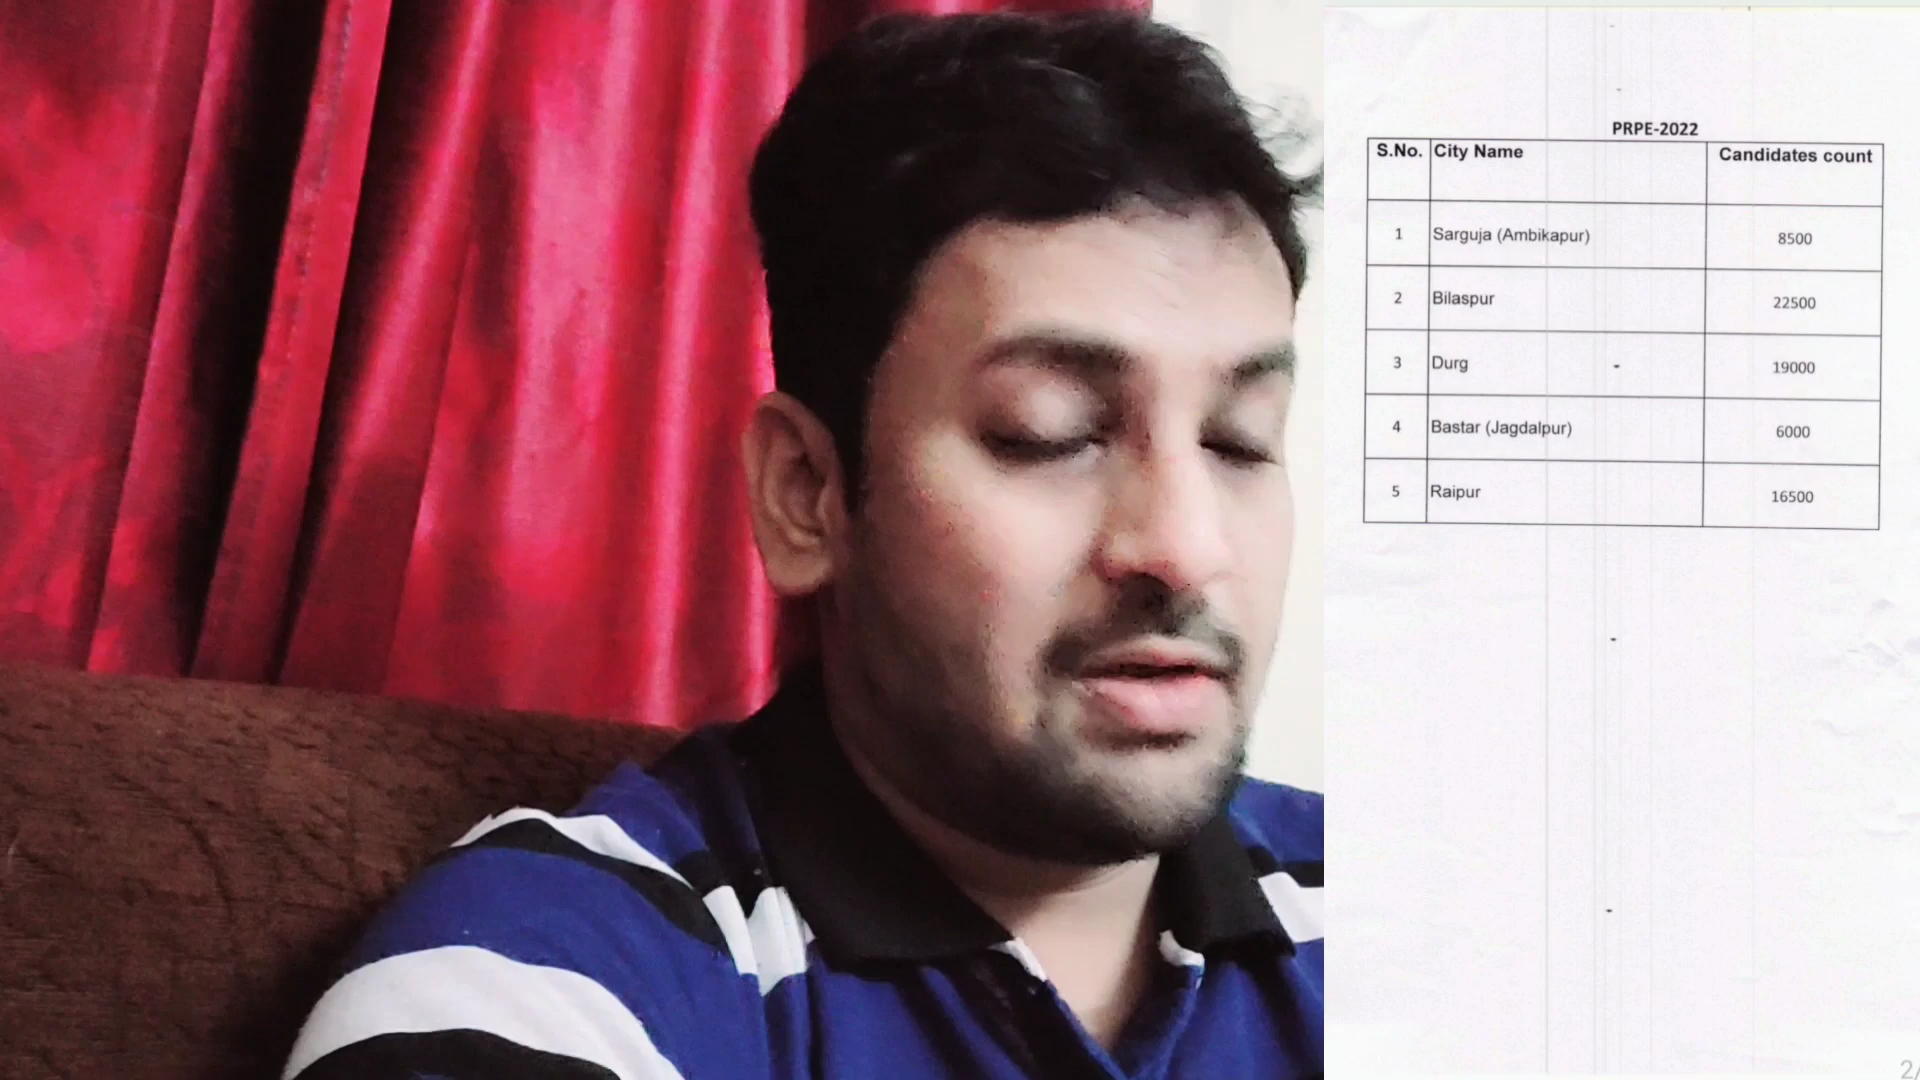 PRPE-2022
S.No. City Name Candidates count
1 Sarguja (Ambikapur) 8500
2 Bilaspur 22500
3 Durg 19000
4 Bastar (Jagdalpur) 6000
5 Raipur 16500
2/